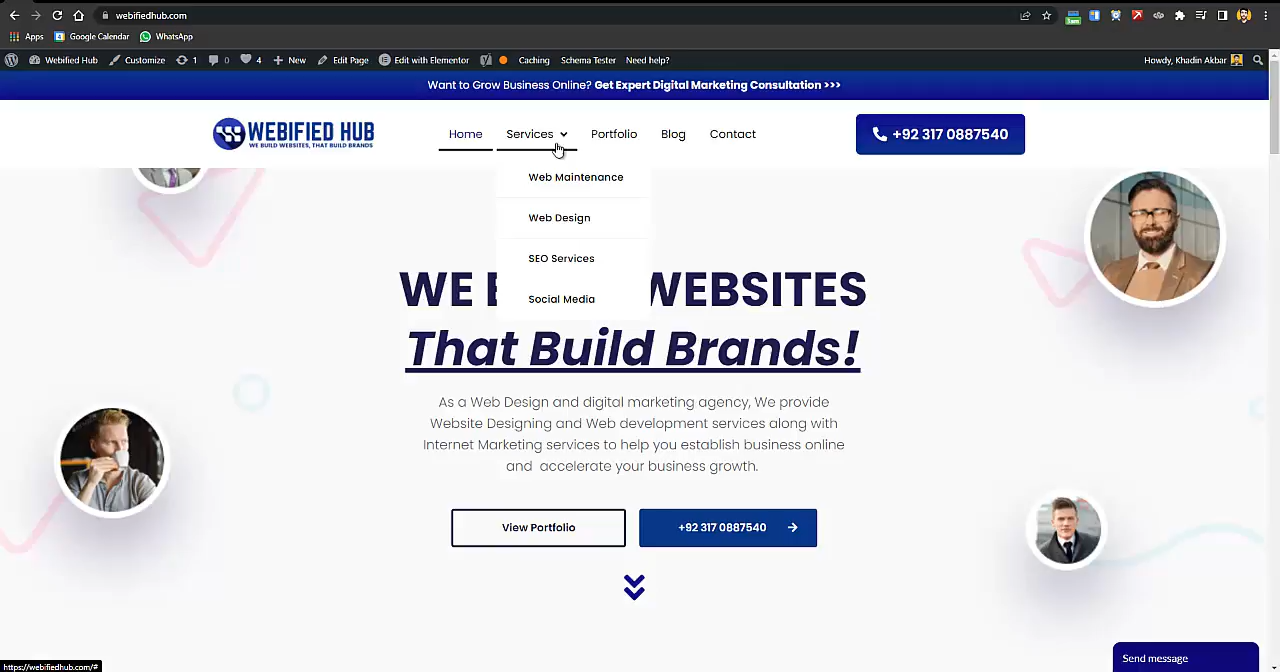 webifiedhub.com
Apps
Google Calendar
WhatsApp
Webified Hub
Customize
1
0
4
New
Edit Page
Edit with Elementor
Caching
Schema Tester
Need help?
Howdy, Khadin Akbar
Want to Grow Business Online? Get Expert Digital Marketing Consultation >>>
WEBIFIED HUB
WE BUILD WEBSITES, THAT BUILD BRANDS
Home
Services
Portfolio
Blog
Contact
+92 317 0887540
Web Maintenance
Web Design
SEO Services
Social Media
WE B WEBSITES
That Build Brands!
As a Web Design and digital marketing agency, We provide
Website Designing and Web development services along with
Internet Marketing services to help you establish business online
and accelerate your business growth.
View Portfolio
+92 317 0887540
Send message
https://webifiedhub.com/#